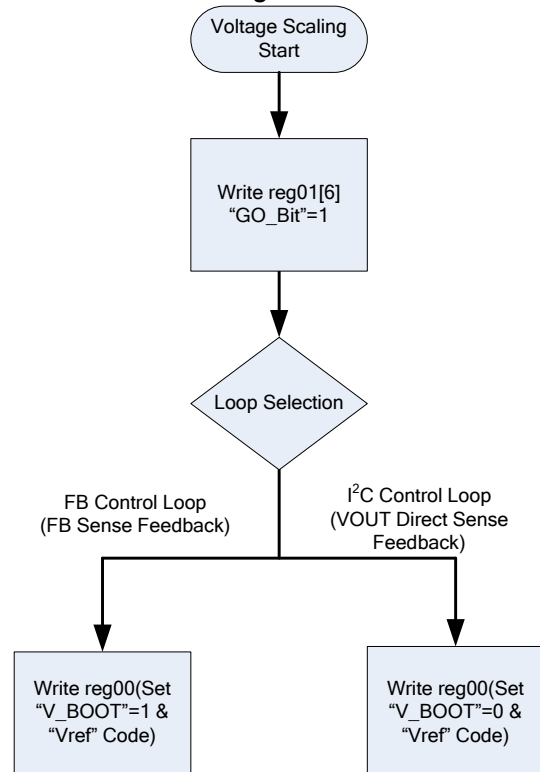 Voltage Scaling
Start
Write reg01[6]
“GO_Bit”=1
Loop Selection
FB Control Loop
(FB Sense Feedback)
I²C Control Loop
(VOUT Direct Sense
Feedback)
Write reg00(Set
“V_BOOT”=1 &
“Vref” Code)
Write reg00(Set
“V_BOOT”=0 &
“Vref” Code)